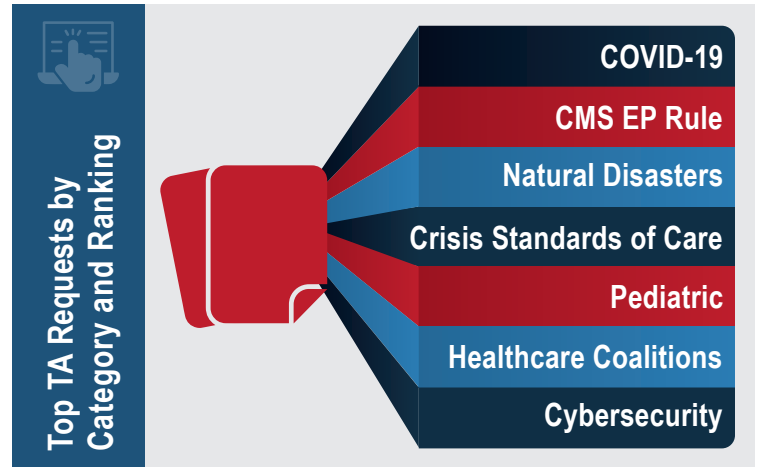 Top TA Requests by
Category and Ranking
COVID-19
CMS EP Rule
Natural Disasters
Crisis Standards of Care
Pediatric
Healthcare Coalitions
Cybersecurity